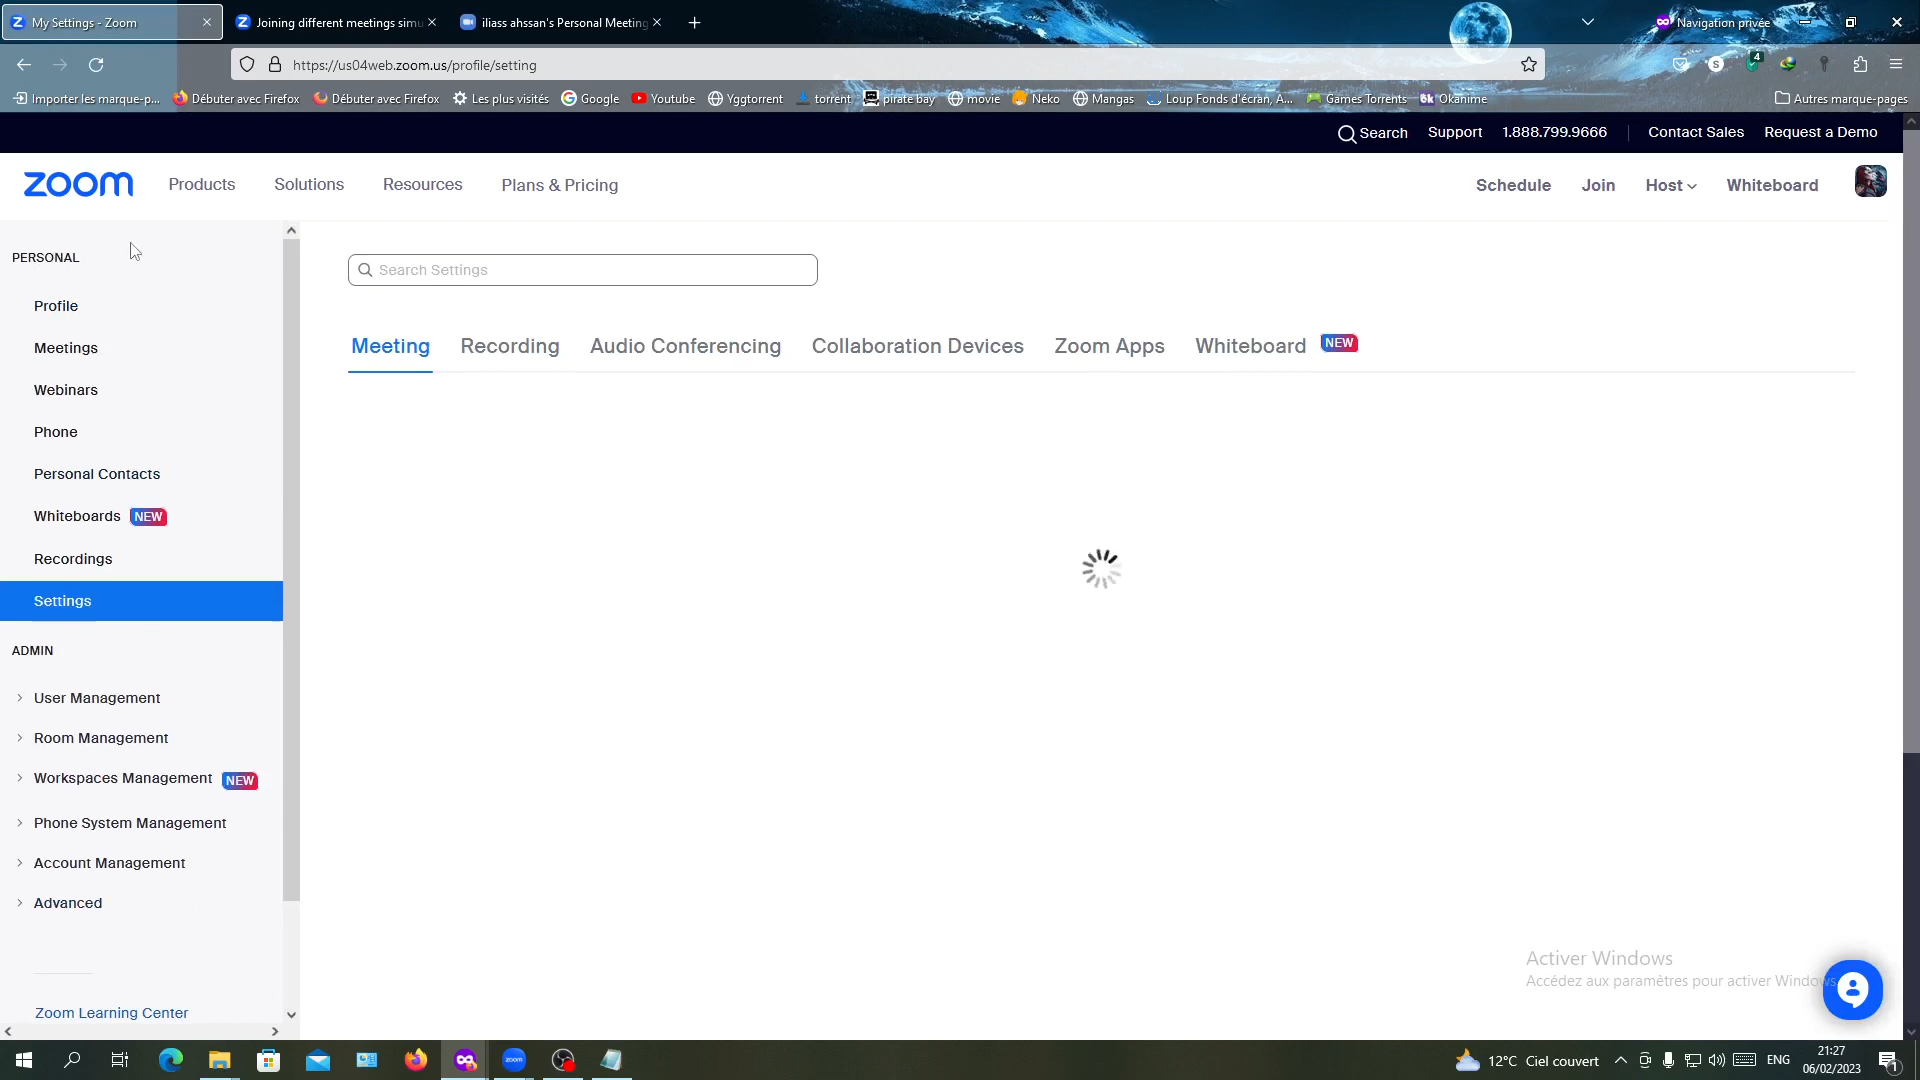 My Settings - Zoom
Joining different meetings simu
iliass ahssan's Personal Meeting
Navigation privée
https://us04web.zoom.us/profile/setting
4
Importer les marque-p...
Débuter avec Firefox
Débuter avec Firefox
Les plus visités
Google
Youtube
Yggtorrent
torrent
pirate bay
movie
Neko
Mangas
Loup Fonds d'écran, A...
Games Torrents
Okanime
Autres marque-pages
Search
Support
1.888.799.9666
Contact Sales
Request a Demo
zoom
Products
Solutions
Resources
Plans & Pricing
Schedule
Join
Host
Whiteboard
PERSONAL
Profile
Meetings
Webinars
Phone
Personal Contacts
Whiteboards NEW
Recordings
Settings
ADMIN
User Management
Room Management
Workspaces Management NEW
Phone System Management
Account Management
Advanced
Zoom Learning Center
Search Settings
Meeting
Recording
Audio Conferencing
Collaboration Devices
Zoom Apps
Whiteboard NEW
Activer Windows
Accédez aux paramètres pour activer Windows.
zoom
12°C Ciel couvert
ENG
21:27
06/02/2023
1